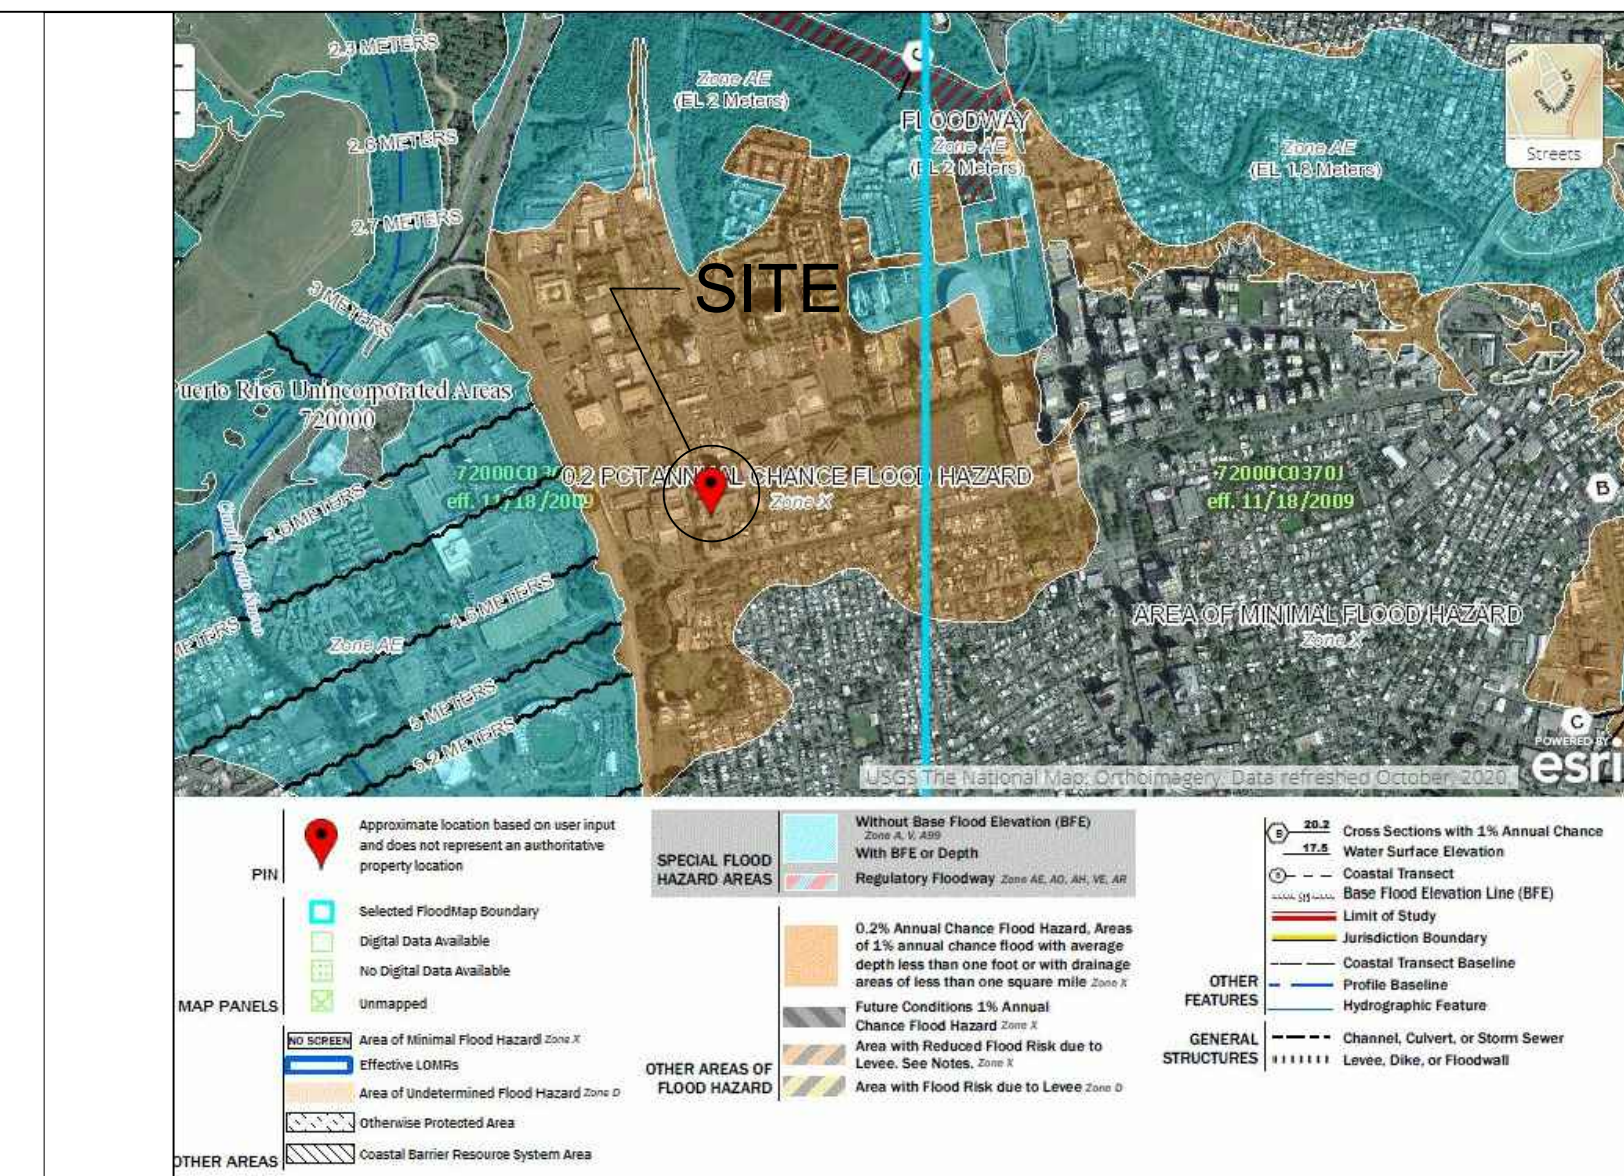 2.3 METERS
Zone AE
(EL 2 Meters)
FLOODWAY
Zone AE
(EL 2 Meters)
Zone AE
(EL 1.8 Meters)
Streets
2.7 METERS
3 METERS
SITE
Puerto Rico Unincorporated Areas
720000
0.2 PCT ANNUAL CHANCE FLOOD HAZARD
Zone X
eff. 11/18/2009
72000C0370J
eff. 11/18/2009
B
4.5 METERS
METERS
Zone AE
5 METERS
5.2 METERS
AREA OF MINIMAL FLOOD HAZARD
Zone X
C
POWERED BY
esri
USGS The National Map: Orthoimagery. Data refreshed October, 2020
PIN
Approximate location based on user input
and does not represent an authoritative
property location
MAP PANELS
Selected FloodMap Boundary
Digital Data Available
No Digital Data Available
Unmapped
OTHER AREAS
NO SCREEN Area of Minimal Flood Hazard Zone X
Effective LOMRs
Area of Undetermined Flood Hazard Zone D
Otherwise Protected Area
Coastal Barrier Resource System Area
SPECIAL FLOOD
HAZARD AREAS
Without Base Flood Elevation (BFE)
Zone A, V, A99
With BFE or Depth
Regulatory Floodway Zone AE, AO, AH, VE, AR
OTHER AREAS OF
FLOOD HAZARD
0.2% Annual Chance Flood Hazard, Areas
of 1% annual chance flood with average
depth less than one foot or with drainage
areas of less than one square mile Zone X
Future Conditions 1% Annual
Chance Flood Hazard Zone X
Area with Reduced Flood Risk due to
Levee. See Notes. Zone X
Area with Flood Risk due to Levee Zone D
OTHER
FEATURES
B 20.2 Cross Sections with 1% Annual Chance
17.5 Water Surface Elevation
Coastal Transect
Base Flood Elevation Line (BFE)
Limit of Study
Jurisdiction Boundary
Coastal Transect Baseline
Profile Baseline
Hydrographic Feature
GENERAL
STRUCTURES
Channel, Culvert, or Storm Sewer
Levee, Dike, or Floodwall